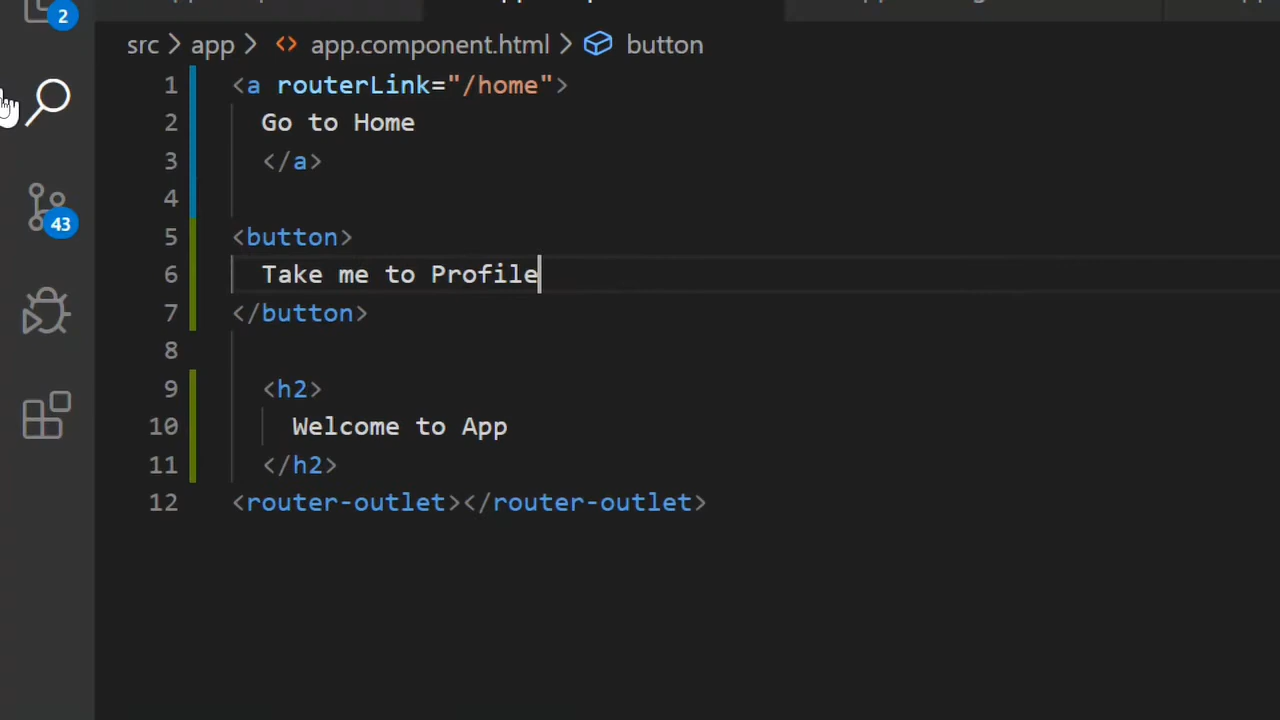 2
src > app > <> app.component.html > button
1 <a routerLink="/home">
2 Go to Home
3 </a>
4
43
5 <button>
6 Take me to Profile
7 </button>
8
9 <h2>
10 Welcome to App
11 </h2>
12 <router-outlet></router-outlet>